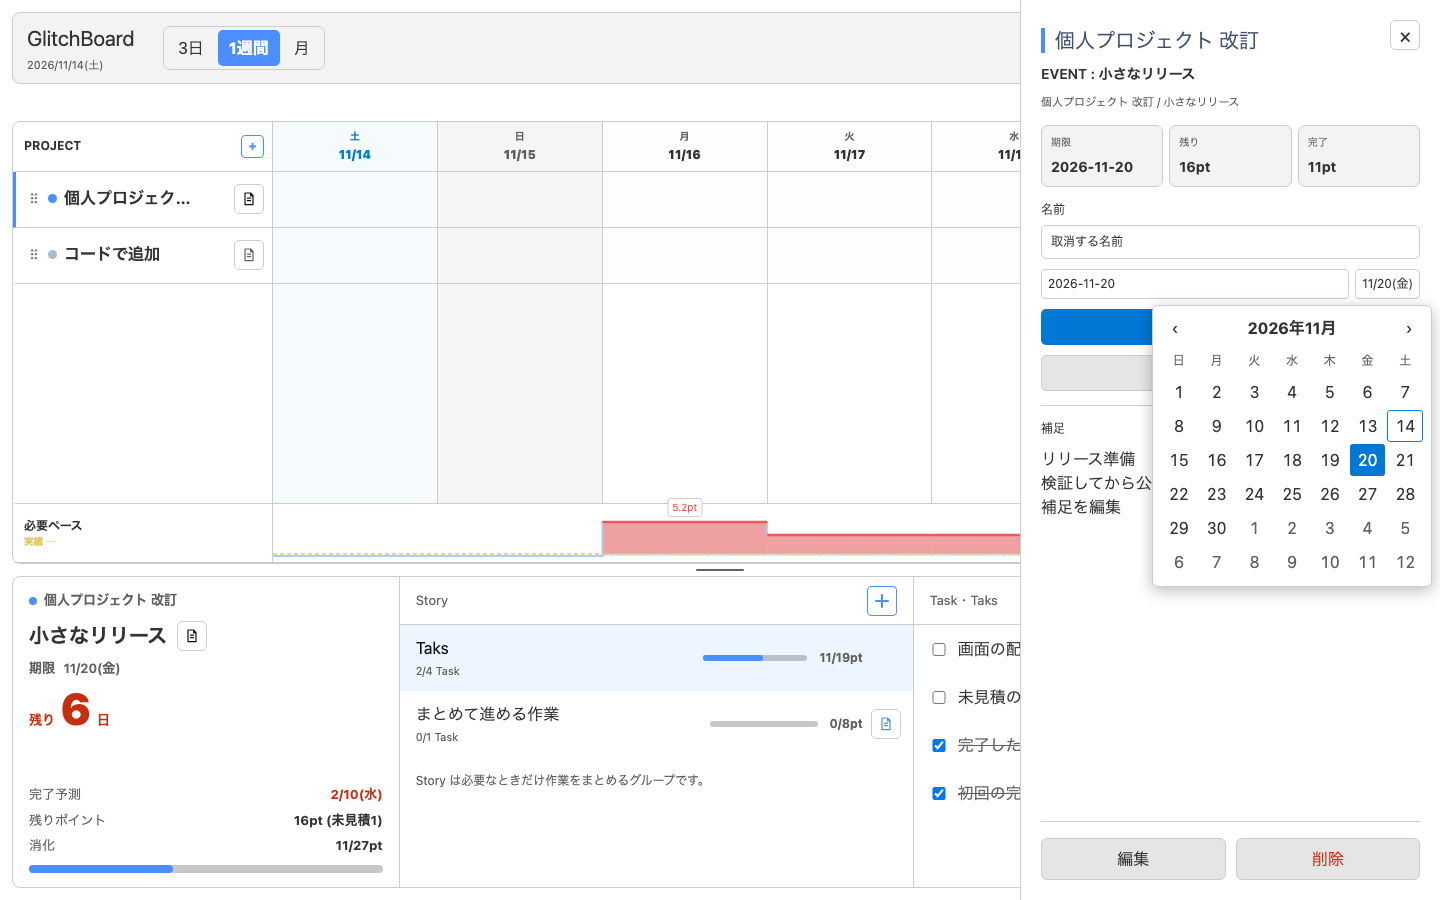 GlitchBoard
2026/11/14(土)
3日 1週間 月
PROJECT +
土 11/14
日 11/15
月 11/16
火 11/17
水
個人プロジェク...
コードで追加
必要ペース
実績
5.2pt
個人プロジェクト 改訂
小さなリリース
期限 11/20(金)
残り 6 日
完了予測 2/10(水)
残りポイント 16pt (未見積1)
消化 11/27pt
Story +
Taks
2/4 Task
11/19pt
まとめて進める作業
0/1 Task
0/8pt
Story は必要なときだけ作業をまとめるグループです。
Task・Taks
画面の配
未見積の
完了した
初回の完
個人プロジェクト 改訂
×
EVENT : 小さなリリース
個人プロジェクト 改訂 / 小さなリリース
期限
2026-11-20
残り
16pt
完了
11pt
名前
取消する名前
2026-11-20 11/20(金)
‹ 2026年11月 ›
日 月 火 水 木 金 土
1 2 3 4 5 6 7
8 9 10 11 12 13 14
15 16 17 18 19 20 21
22 23 24 25 26 27 28
29 30 1 2 3 4 5
6 7 8 9 10 11 12
補足
リリース準備
検証してから公
補足を編集
編集 削除